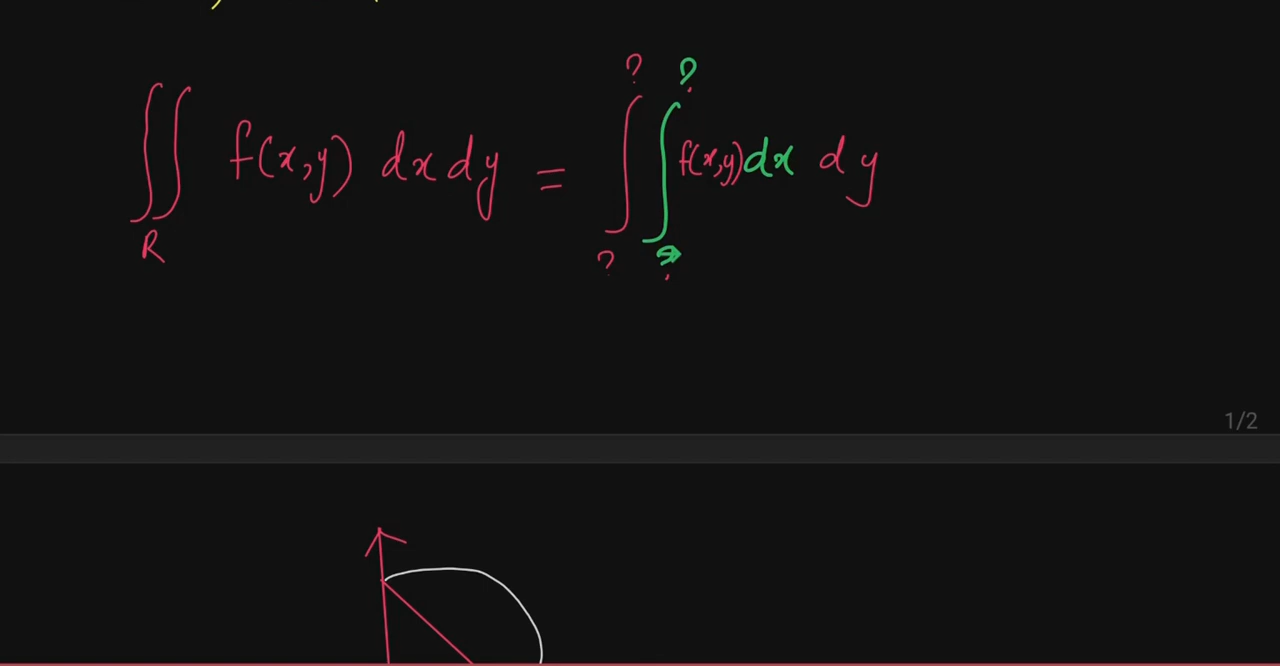 ∬_R f(x,y) dx dy = ∫_?^? ∫_?^? f(x,y) dx dy
1/2